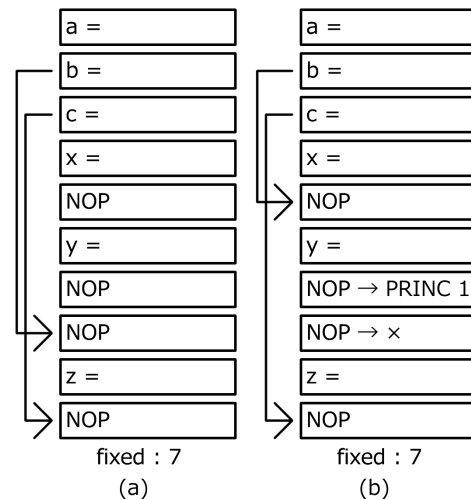 a =
b =
c =
x =
NOP
y =
NOP
NOP
z =
NOP
fixed : 7
(a)
a =
b =
c =
x =
NOP
y =
NOP → PRINC 1
NOP → ×
z =
NOP
fixed : 7
(b)